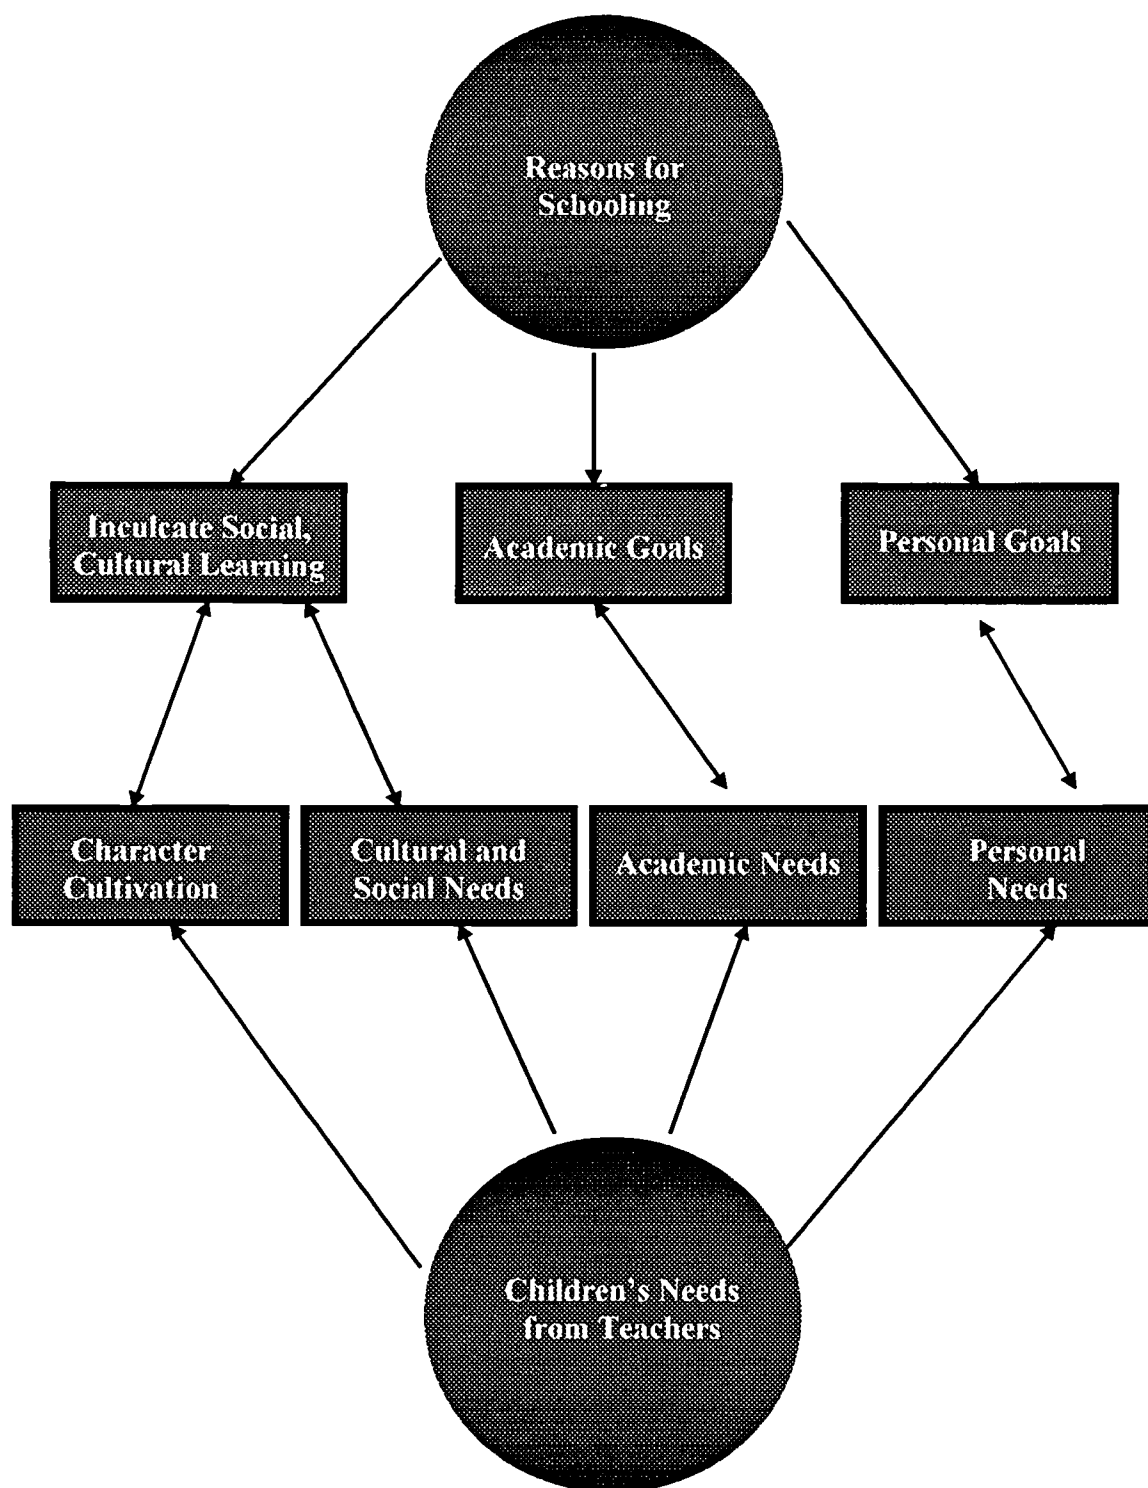 Reasons for
Schooling
Inculcate Social,
Cultural Learning
Academic Goals
Personal Goals
Character
Cultivation
Cultural and
Social Needs
Academic Needs
Personal
Needs
Children's Needs
from Teachers